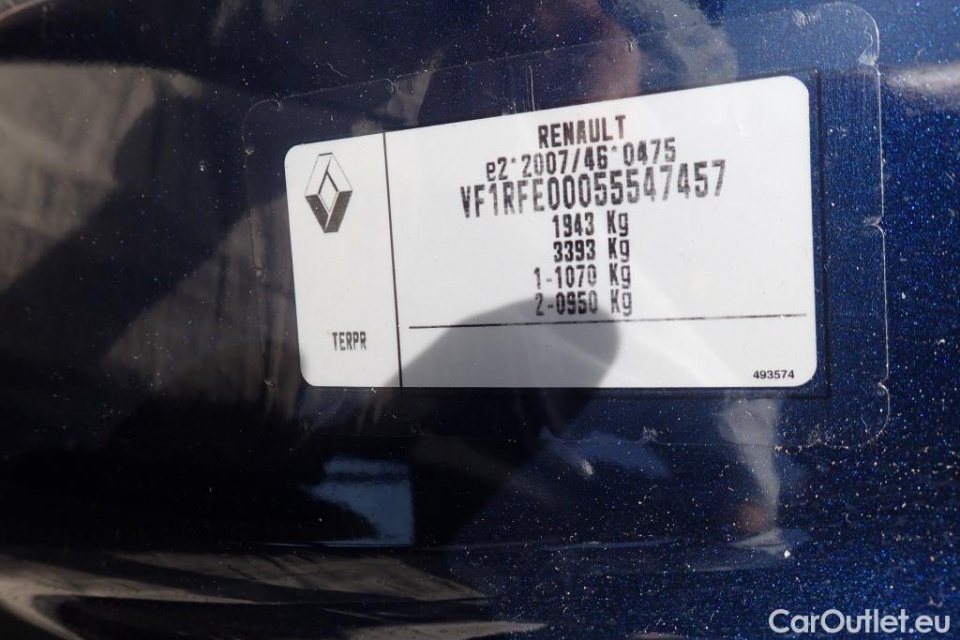 RENAULT
e2*2007/46*0475
VF1RFE00055547457
1943 Kg
3393 Kg
1-1070 Kg
2-0950 Kg
TERPR
493574
CarOutlet.eu